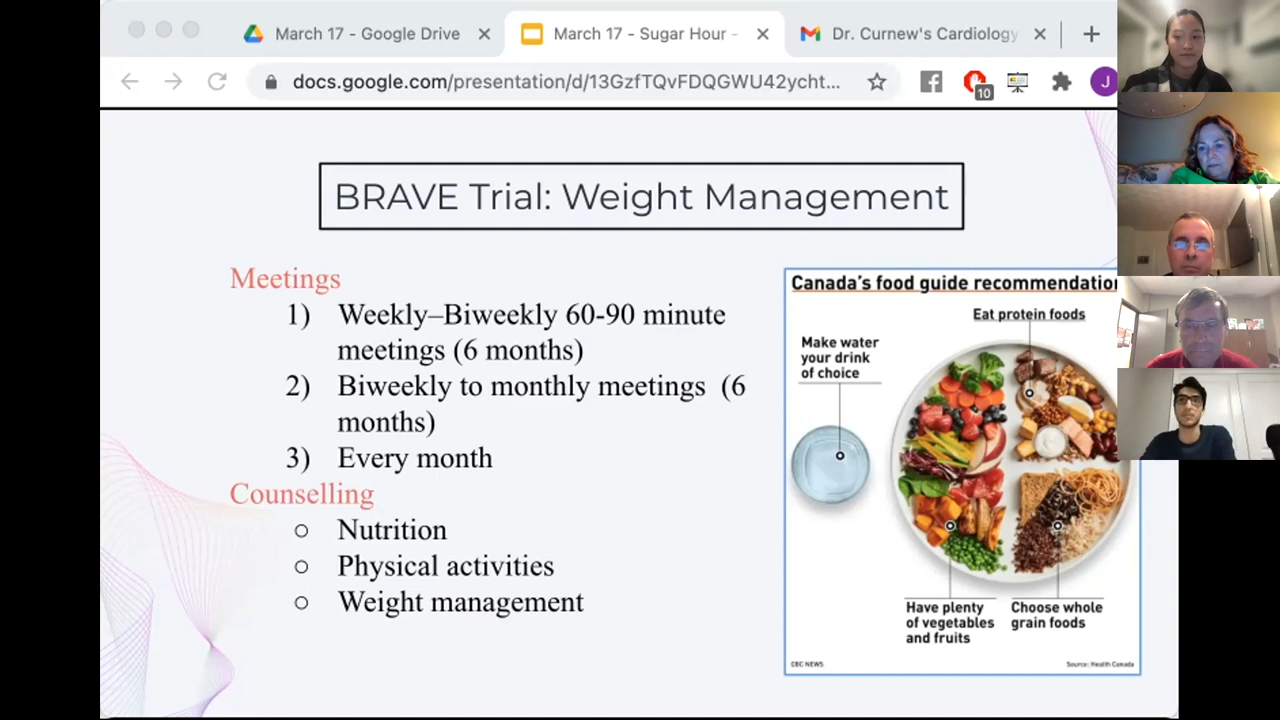 March 17 - Google Drive
March 17 - Sugar Hour -
Dr. Curnew's Cardiology
docs.google.com/presentation/d/13GzfTQvFDQGWU42ycht...
10
J
BRAVE Trial: Weight Management
Meetings
1) Weekly–Biweekly 60-90 minute
meetings (6 months)
2) Biweekly to monthly meetings (6
months)
3) Every month
Counselling
○ Nutrition
○ Physical activities
○ Weight management
Canada's food guide recommendation
Eat protein foods
Make water
your drink
of choice
Have plenty
of vegetables
and fruits
Choose whole
grain foods
CBC NEWS
Source: Health Canada